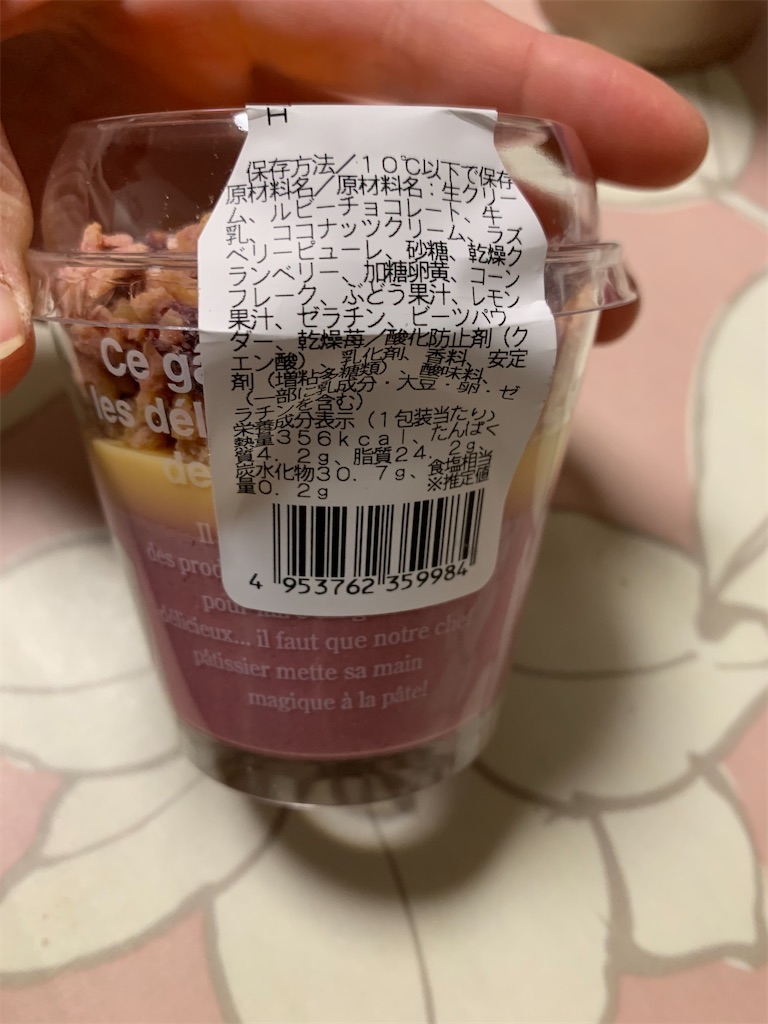 H
保存方法/10℃以下で保存
原材料名/原材料名:生クリー
ム、ルビーチョコレート、牛
乳、ココナッツクリーム、ラズ
ベリーピューレ、砂糖、乾燥ク
ランベリー、加糖卵黄、コーン
フレーク、ぶどう果汁、レモン
果汁、ゼラチン、ビーツパウ
ダー、乾燥苺/酸化防止剤(ク
エン酸)、乳化剤、香料、安定
剤(増粘多糖類)、酸味料、
(一部に乳成分・大豆・卵・ゼ
ラチンを含む)
栄養成分表示(1包装当たり)
熱量356kcal、たんぱく
質4.2g、脂質24.2g、
炭水化物30.7g、食塩相当
量0.2g ※推定値
4 953762 359984
Ce ga
les dél
de
Il
des prod
pour
délicieux... il faut que notre chef
pâtissier mette sa main
magique à la pâte!